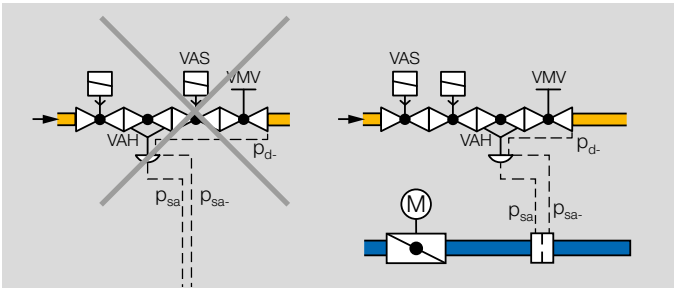 VAS
VMV
VAH
pd-
psa
psa-
VAS
VMV
VAH
pd-
psa
psa-
M